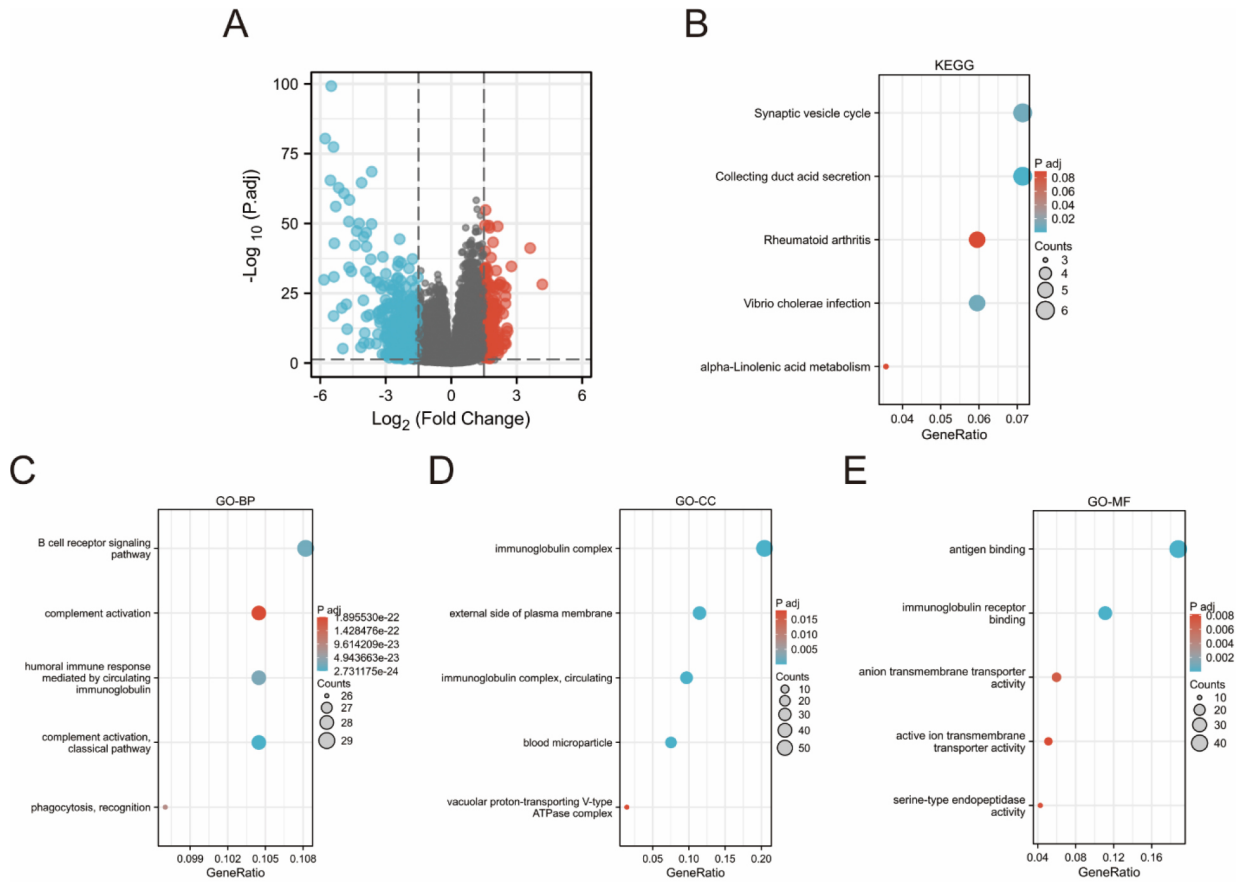 A
B
100
75
50
25
0
-Log 10 (P.adj)
-6
-3
0
3
6
Log2 (Fold Change)
KEGG
Synaptic vesicle cycle
Collecting duct acid secretion
Rheumatoid arthritis
Vibrio cholerae infection
alpha-Linolenic acid metabolism
0.04
0.05
0.06
0.07
GeneRatio
P adj
0.08
0.06
0.04
0.02
Counts
3
4
5
6
C
D
E
GO-BP
B cell receptor signaling
pathway
complement activation
humoral immune response
mediated by circulating
immunoglobulin
complement activation,
classical pathway
phagocytosis, recognition
0.099
0.102
0.105
0.108
GeneRatio
P adj
1.895530e-22
1.428476e-22
9.614209e-23
4.943663e-23
2.731175e-24
Counts
26
27
28
29
GO-CC
immunoglobulin complex
external side of plasma membrane
immunoglobulin complex, circulating
blood microparticle
vacuolar proton-transporting V-type
ATPase complex
0.05
0.10
0.15
0.20
GeneRatio
P adj
0.015
0.010
0.005
Counts
10
20
30
40
50
GO-MF
antigen binding
immunoglobulin receptor
binding
anion transmembrane transporter
activity
active ion transmembrane
transporter activity
serine-type endopeptidase
activity
0.04
0.08
0.12
0.16
GeneRatio
P adj
0.008
0.006
0.004
0.002
Counts
10
20
30
40